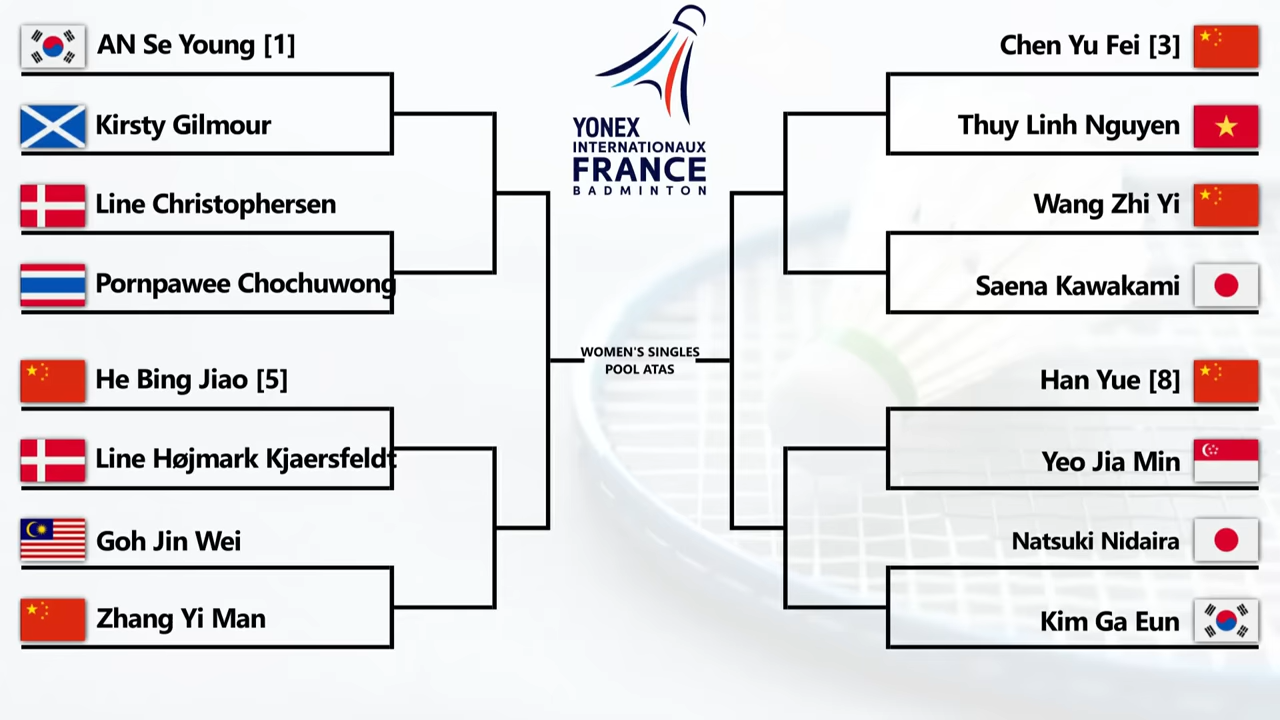 AN Se Young [1]
Kirsty Gilmour
Line Christophersen
Pornpawee Chochuwong
He Bing Jiao [5]
Line Højmark Kjaersfeldt
Goh Jin Wei
Zhang Yi Man
YONEX
INTERNATIONAUX
FRANCE
BADMINTON
WOMEN'S SINGLES
POOL ATAS
Chen Yu Fei [3]
Thuy Linh Nguyen
Wang Zhi Yi
Saena Kawakami
Han Yue [8]
Yeo Jia Min
Natsuki Nidaira
Kim Ga Eun